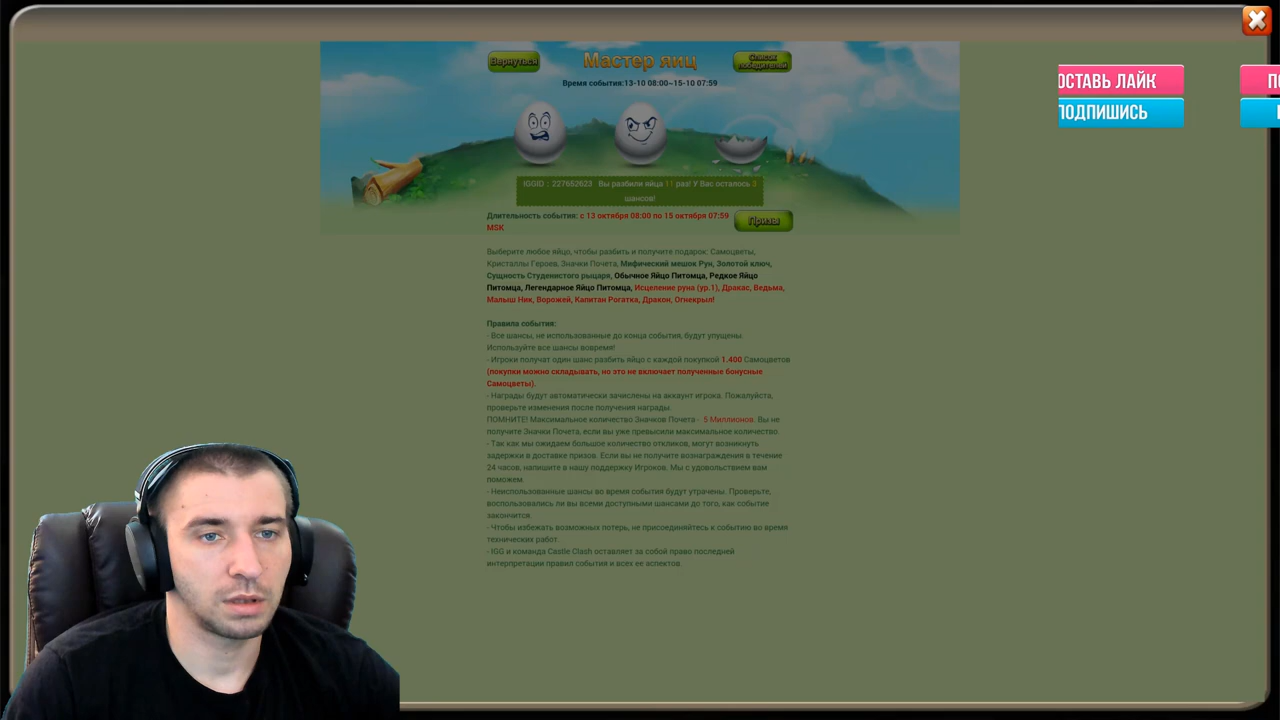 Вернуться
Мастер яиц
Список
победителей
Время события:13-10 08:00~15-10 07:59
IGGID : 227652623 Вы разбили яйца 11 раз! У Вас осталось 3
шансов!
Длительность события: с 13 октября 08:00 по 15 октября 07:59
MSK
Призы
Выберите любое яйцо, чтобы разбить и получите подарок: Самоцветы,
Кристаллы Героев, Значки Почета, Мифический мешок Рун, Золотой ключ,
Сущность Студенистого рыцаря, Обычное Яйцо Питомца, Редкое Яйцо
Питомца, Легендарное Яйцо Питомца, Исцеление руна (ур.1), Дракас, Ведьма,
Малыш Ник, Ворожей, Капитан Рогатка, Дракон, Огнекрыл!
Правила события:
- Все шансы, не использованные до конца события, будут упущены.
Используйте все шансы вовремя!
- Игроки получат один шанс разбить яйцо с каждой покупкой 1.400 Самоцветов
(покупки можно складывать, но это не включает полученные бонусные
Самоцветы).
- Награды будут автоматически зачислены на аккаунт игрока. Пожалуйста,
проверьте изменения после получения награды.
ПОМНИТЕ! Максимальное количество Значков Почета - 5 Миллионов. Вы не
получите Значки Почета, если вы уже превысили максимальное количество.
- Так как мы ожидаем большое количество откликов, могут возникнуть
задержки в доставке призов. Если вы не получите вознаграждения в течение
24 часов, напишите в нашу поддержку Игроков. Мы с удовольствием вам
поможем.
- Неиспользованные шансы во время события будут утрачены. Проверьте,
воспользовались ли вы всеми доступными шансами до того, как событие
закончится.
- Чтобы избежать возможных потерь, не присоединяйтесь к событию во время
технических работ.
- IGG и команда Castle Clash оставляет за собой право последней
интерпретации правил события и всех ее аспектов.
ОСТАВЬ ЛАЙК
ПОДПИШИСЬ